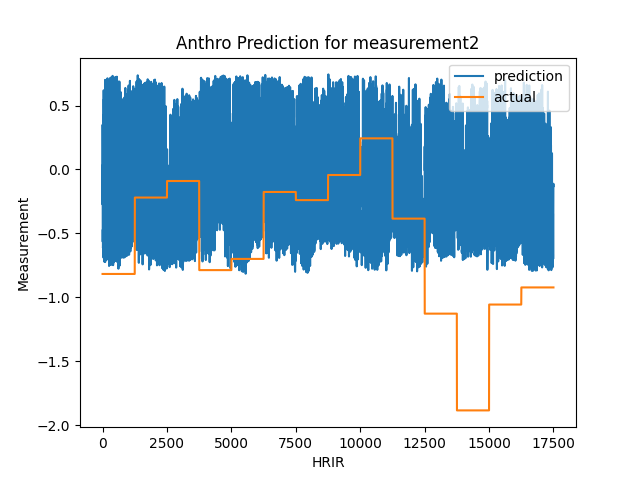 Anthro Prediction for measurement2
prediction
actual
0.5
0.0
−0.5
−1.0
−1.5
−2.0
Measurement
0 2500 5000 7500 10000 12500 15000 17500
HRIR